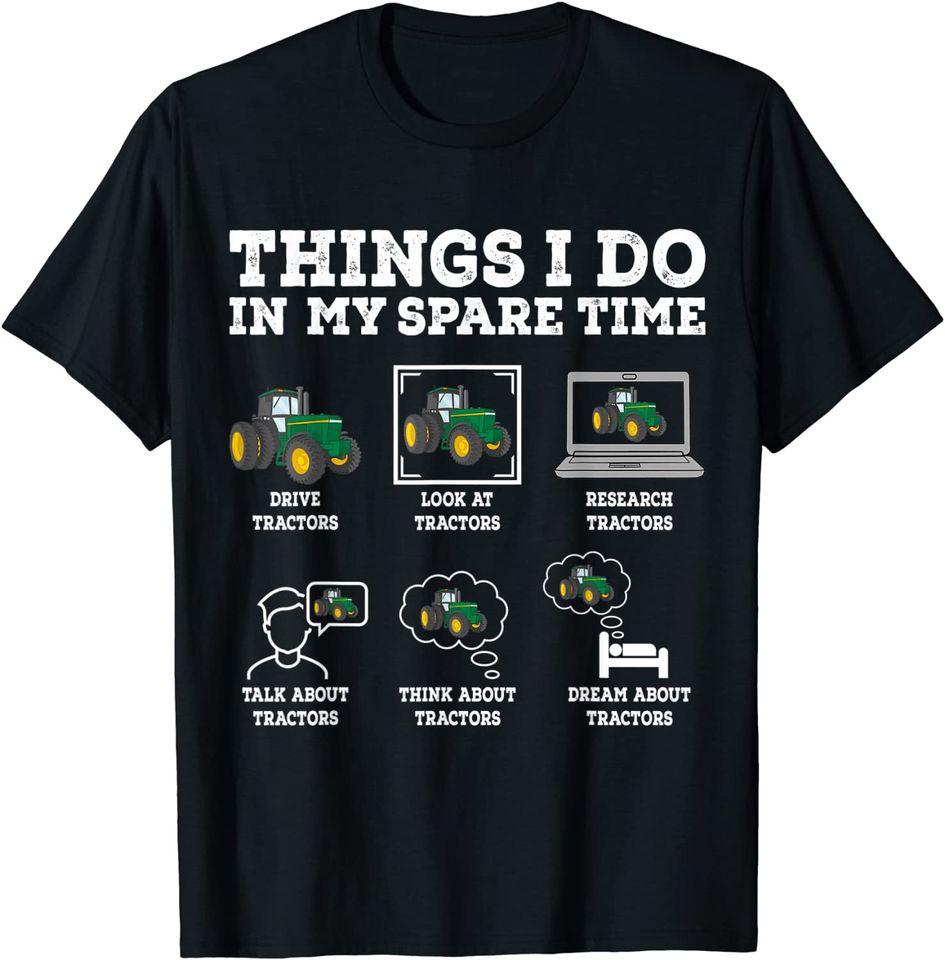 THINGS I DO
IN MY SPARE TIME
DRIVE
TRACTORS
LOOK AT
TRACTORS
RESEARCH
TRACTORS
TALK ABOUT
TRACTORS
THINK ABOUT
TRACTORS
DREAM ABOUT
TRACTORS